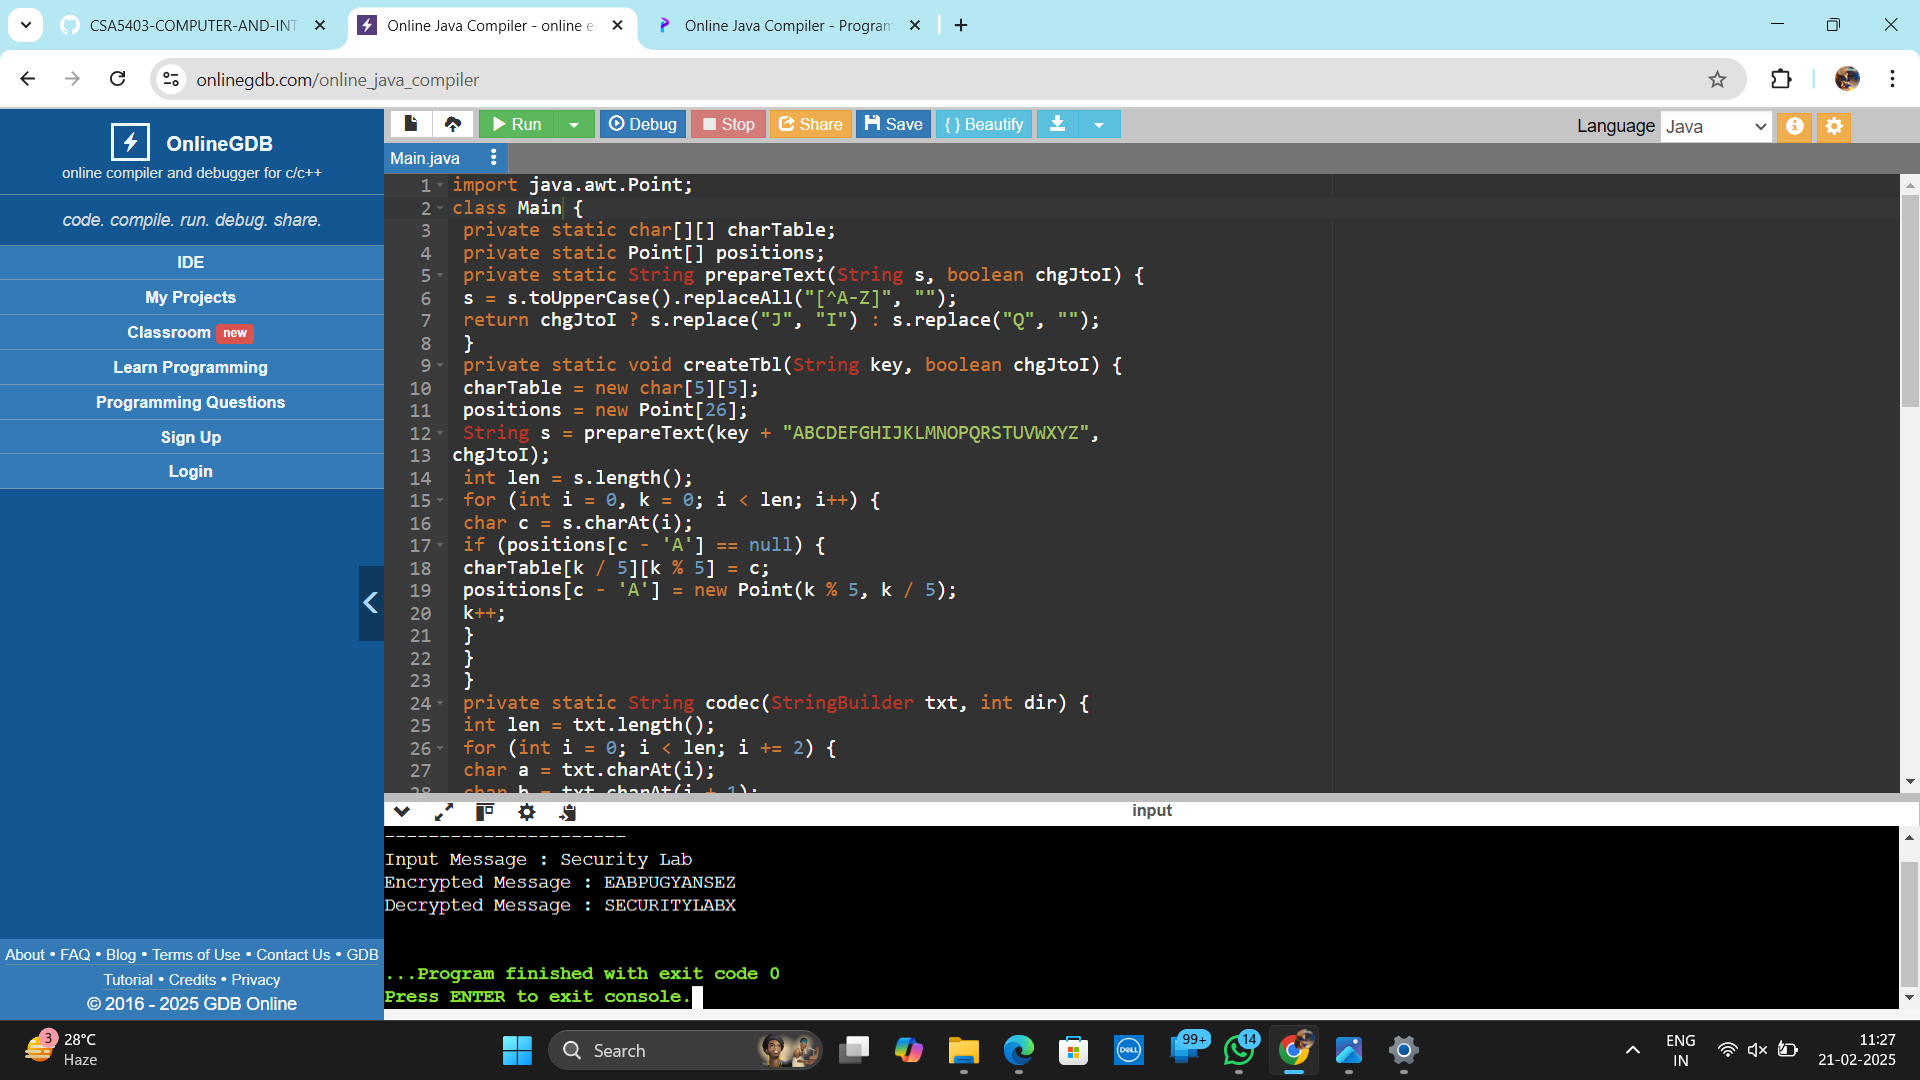 CSA5403-COMPUTER-AND-INT
Online Java Compiler - online e
Online Java Compiler - Program
onlinegdb.com/online_java_compiler
OnlineGDB
online compiler and debugger for c/c++
code. compile. run. debug. share.
IDE
My Projects
Classroom new
Learn Programming
Programming Questions
Sign Up
Login
About • FAQ • Blog • Terms of Use • Contact Us • GDB
Tutorial • Credits • Privacy
© 2016 - 2025 GDB Online
Run
Debug
Stop
Share
Save
{ } Beautify
Language Java
Main.java
1 import java.awt.Point;
2 class Main {
3 private static char[][] charTable;
4 private static Point[] positions;
5 private static String prepareText(String s, boolean chgJtoI) {
6 s = s.toUpperCase().replaceAll("[^A-Z]", "");
7 return chgJtoI ? s.replace("J", "I") : s.replace("Q", "");
8 }
9 private static void createTbl(String key, boolean chgJtoI) {
10 charTable = new char[5][5];
11 positions = new Point[26];
12 String s = prepareText(key + "ABCDEFGHIJKLMNOPQRSTUVWXYZ",
13 chgJtoI);
14 int len = s.length();
15 for (int i = 0, k = 0; i < len; i++) {
16 char c = s.charAt(i);
17 if (positions[c - 'A'] == null) {
18 charTable[k / 5][k % 5] = c;
19 positions[c - 'A'] = new Point(k % 5, k / 5);
20 k++;
21 }
22 }
23 }
24 private static String codec(StringBuilder txt, int dir) {
25 int len = txt.length();
26 for (int i = 0; i < len; i += 2) {
27 char a = txt.charAt(i);
28 char b = txt.charAt(i + 1);
input
----------------------
Input Message : Security Lab
Encrypted Message : EABPUGYANSEZ
Decrypted Message : SECURITYLABX
...Program finished with exit code 0
Press ENTER to exit console.
3
28°C
Haze
Search
DELL
99+
14
ENG
IN
11:27
21-02-2025